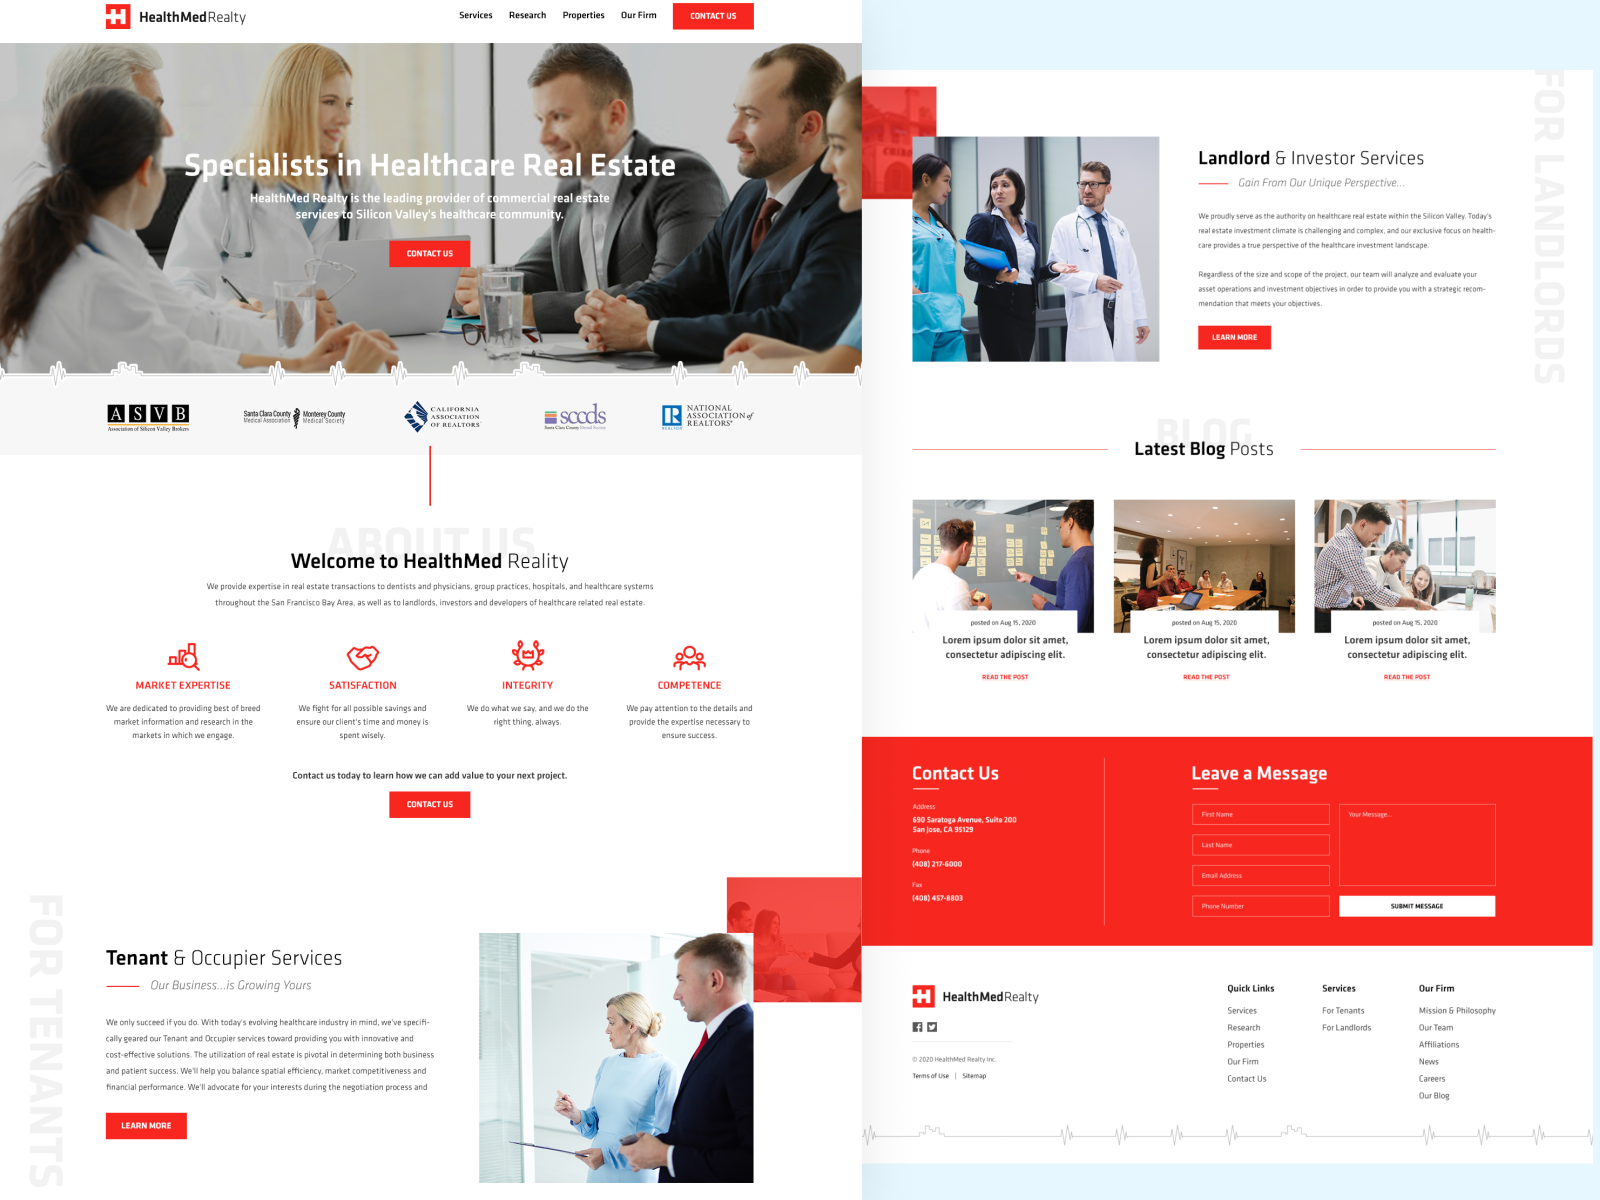 HealthMedRealty
Services
Research
Properties
Our Firm
CONTACT US
Specialists in Healthcare Real Estate
HealthMed Realty is the leading provider of commercial real estate
services to Silicon Valley's healthcare community.
CONTACT US
A S V B
Association of Silicon Valley Brokers
Santa Clara County
Medical Association
Monterey County
Medical Society
CALIFORNIA
ASSOCIATION
OF REALTORS
sccds
Santa Clara County Dental Society
R
REALTOR
NATIONAL
ASSOCIATION of
REALTORS®
ABOUT US
Welcome to HealthMed Reality
We provide expertise in real estate transactions to dentists and physicians, group practices, hospitals, and healthcare systems
throughout the San Francisco Bay Area, as well as to landlords, investors and developers of healthcare related real estate.
MARKET EXPERTISE
We are dedicated to providing best of breed
market information and research in the
markets in which we engage.
SATISFACTION
We fight for all possible savings and
ensure our client's time and money is
spent wisely.
INTEGRITY
We do what we say, and we do the
right thing, always.
COMPETENCE
We pay attention to the details and
provide the expertise necessary to
ensure success.
Contact us today to learn how we can add value to your next project.
CONTACT US
FOR TENANTS
Tenant & Occupier Services
Our Business...is Growing Yours
We only succeed if you do. With today's evolving healthcare industry in mind, we've specifi-
cally geared our Tenant and Occupier services toward providing you with innovative and
cost-effective solutions. The utilization of real estate is pivotal in determining both business
and patient success. We'll help you balance spatial efficiency, market competitiveness and
financial performance. We'll advocate for your interests during the negotiation process and
LEARN MORE
FOR LANDLORDS
Landlord & Investor Services
Gain From Our Unique Perspective...
We proudly serve as the authority on healthcare real estate within the Silicon Valley. Today's
real estate investment climate is challenging and complex, and our exclusive focus on health-
care provides a true perspective of the healthcare investment landscape.
Regardless of the size and scope of the project, our team will analyze and evaluate your
asset operations and investment objectives in order to provide you with a strategic recom-
mendation that meets your objectives.
LEARN MORE
BLOG
Latest Blog Posts
posted on Aug 15, 2020
Lorem ipsum dolor sit amet,
consectetur adipiscing elit.
READ THE POST
posted on Aug 15, 2020
Lorem ipsum dolor sit amet,
consectetur adipiscing elit.
READ THE POST
posted on Aug 15, 2020
Lorem ipsum dolor sit amet,
consectetur adipiscing elit.
READ THE POST
Contact Us
Address
690 Saratoga Avenue, Suite 200
San Jose, CA 95129
Phone
(408) 217-6000
Fax
(408) 457-8803
Leave a Message
First Name
Last Name
Email Address
Phone Number
Your Message...
SUBMIT MESSAGE
HealthMedRealty
© 2020 HealthMed Realty Inc.
Terms of Use | Sitemap
Quick Links
Services
Research
Properties
Our Firm
Contact Us
Services
For Tenants
For Landlords
Our Firm
Mission & Philosophy
Our Team
Affiliations
News
Careers
Our Blog